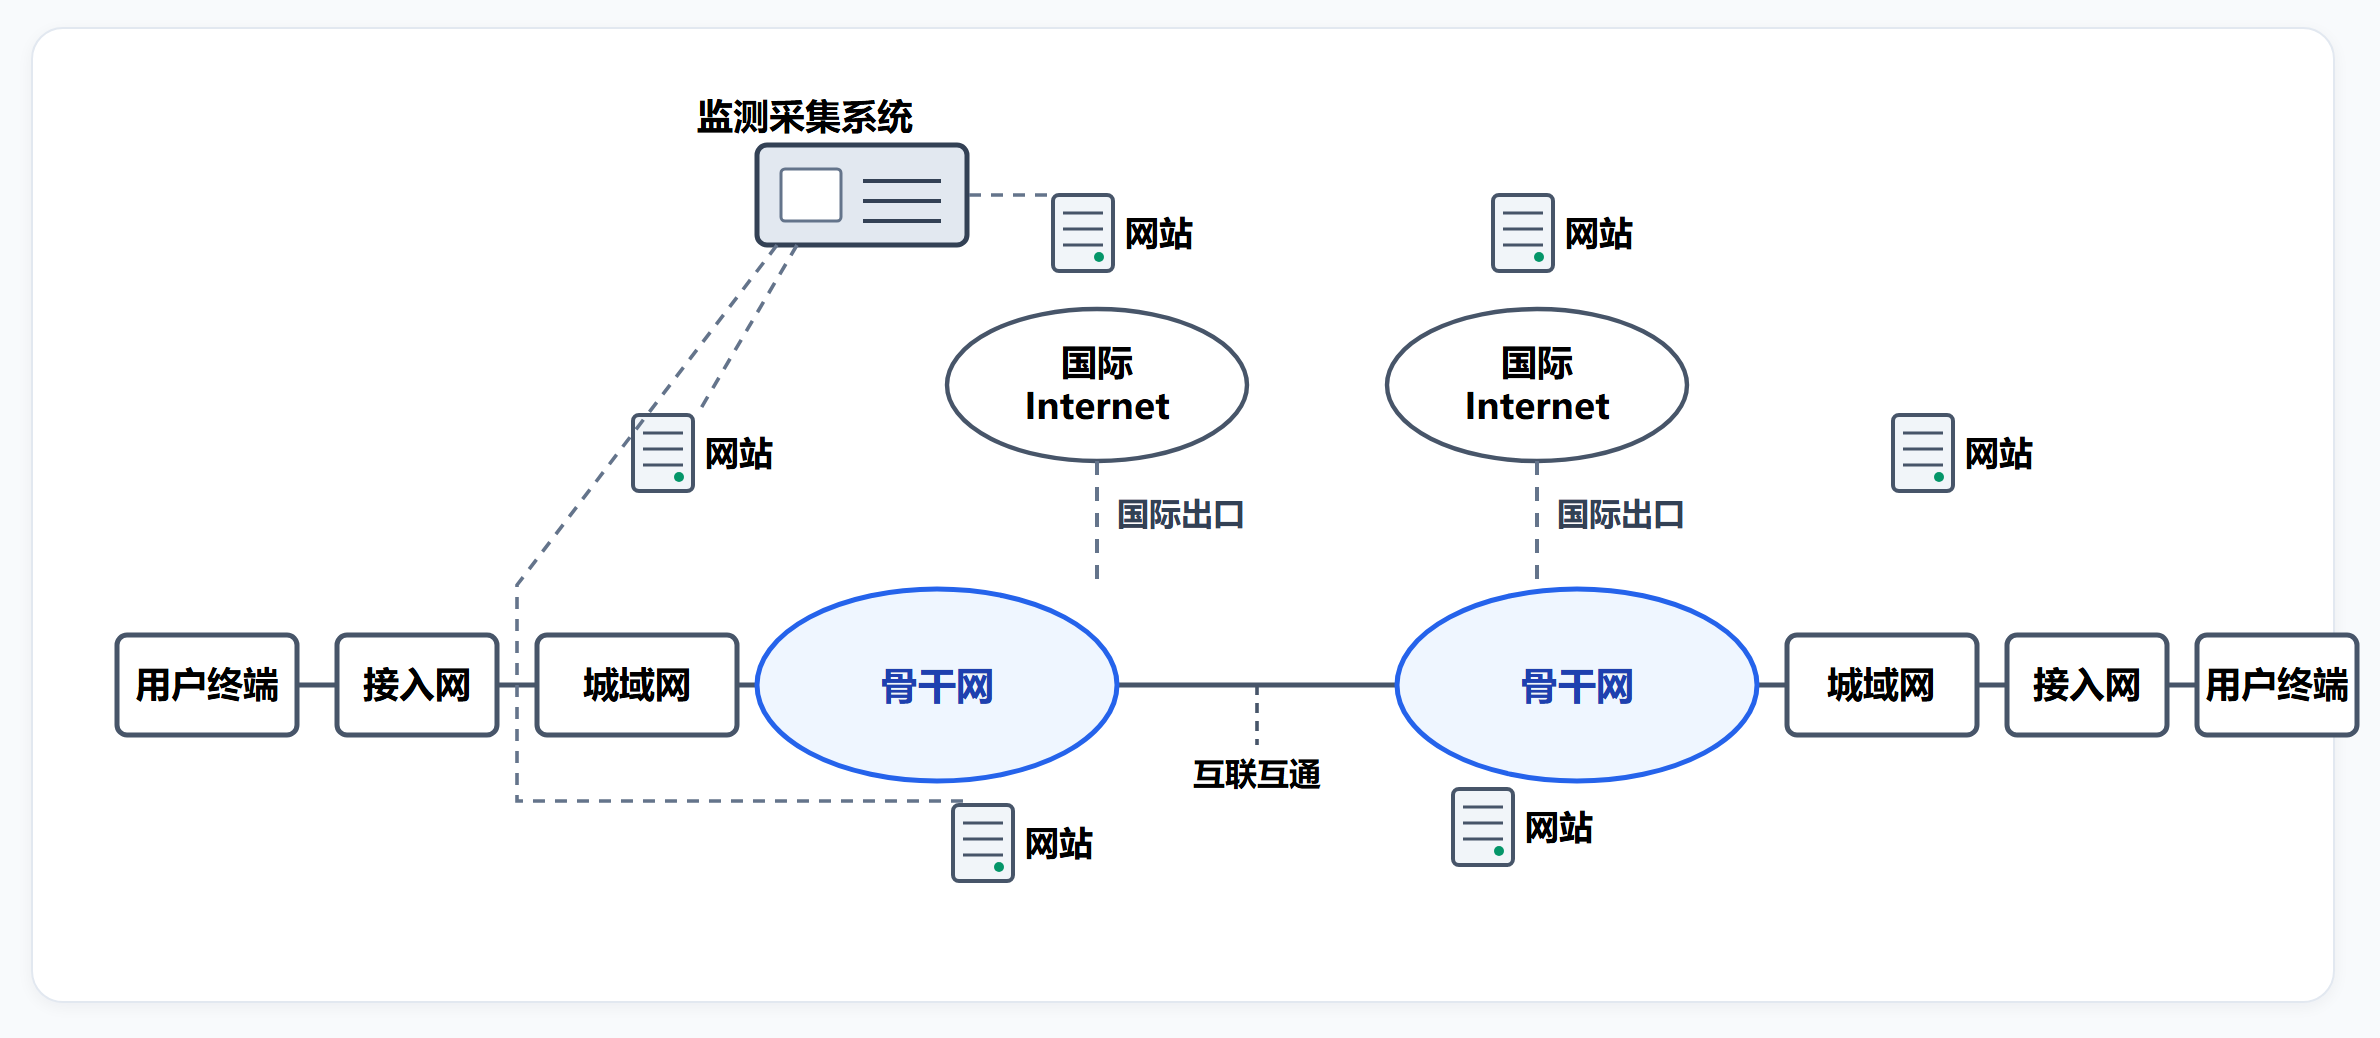 监测采集系统
网站
网站
国际
Internet
国际
Internet
网站
网站
国际出口
国际出口
用户终端
接入网
城域网
骨干网
骨干网
城域网
接入网
用户终端
互联互通
网站
网站